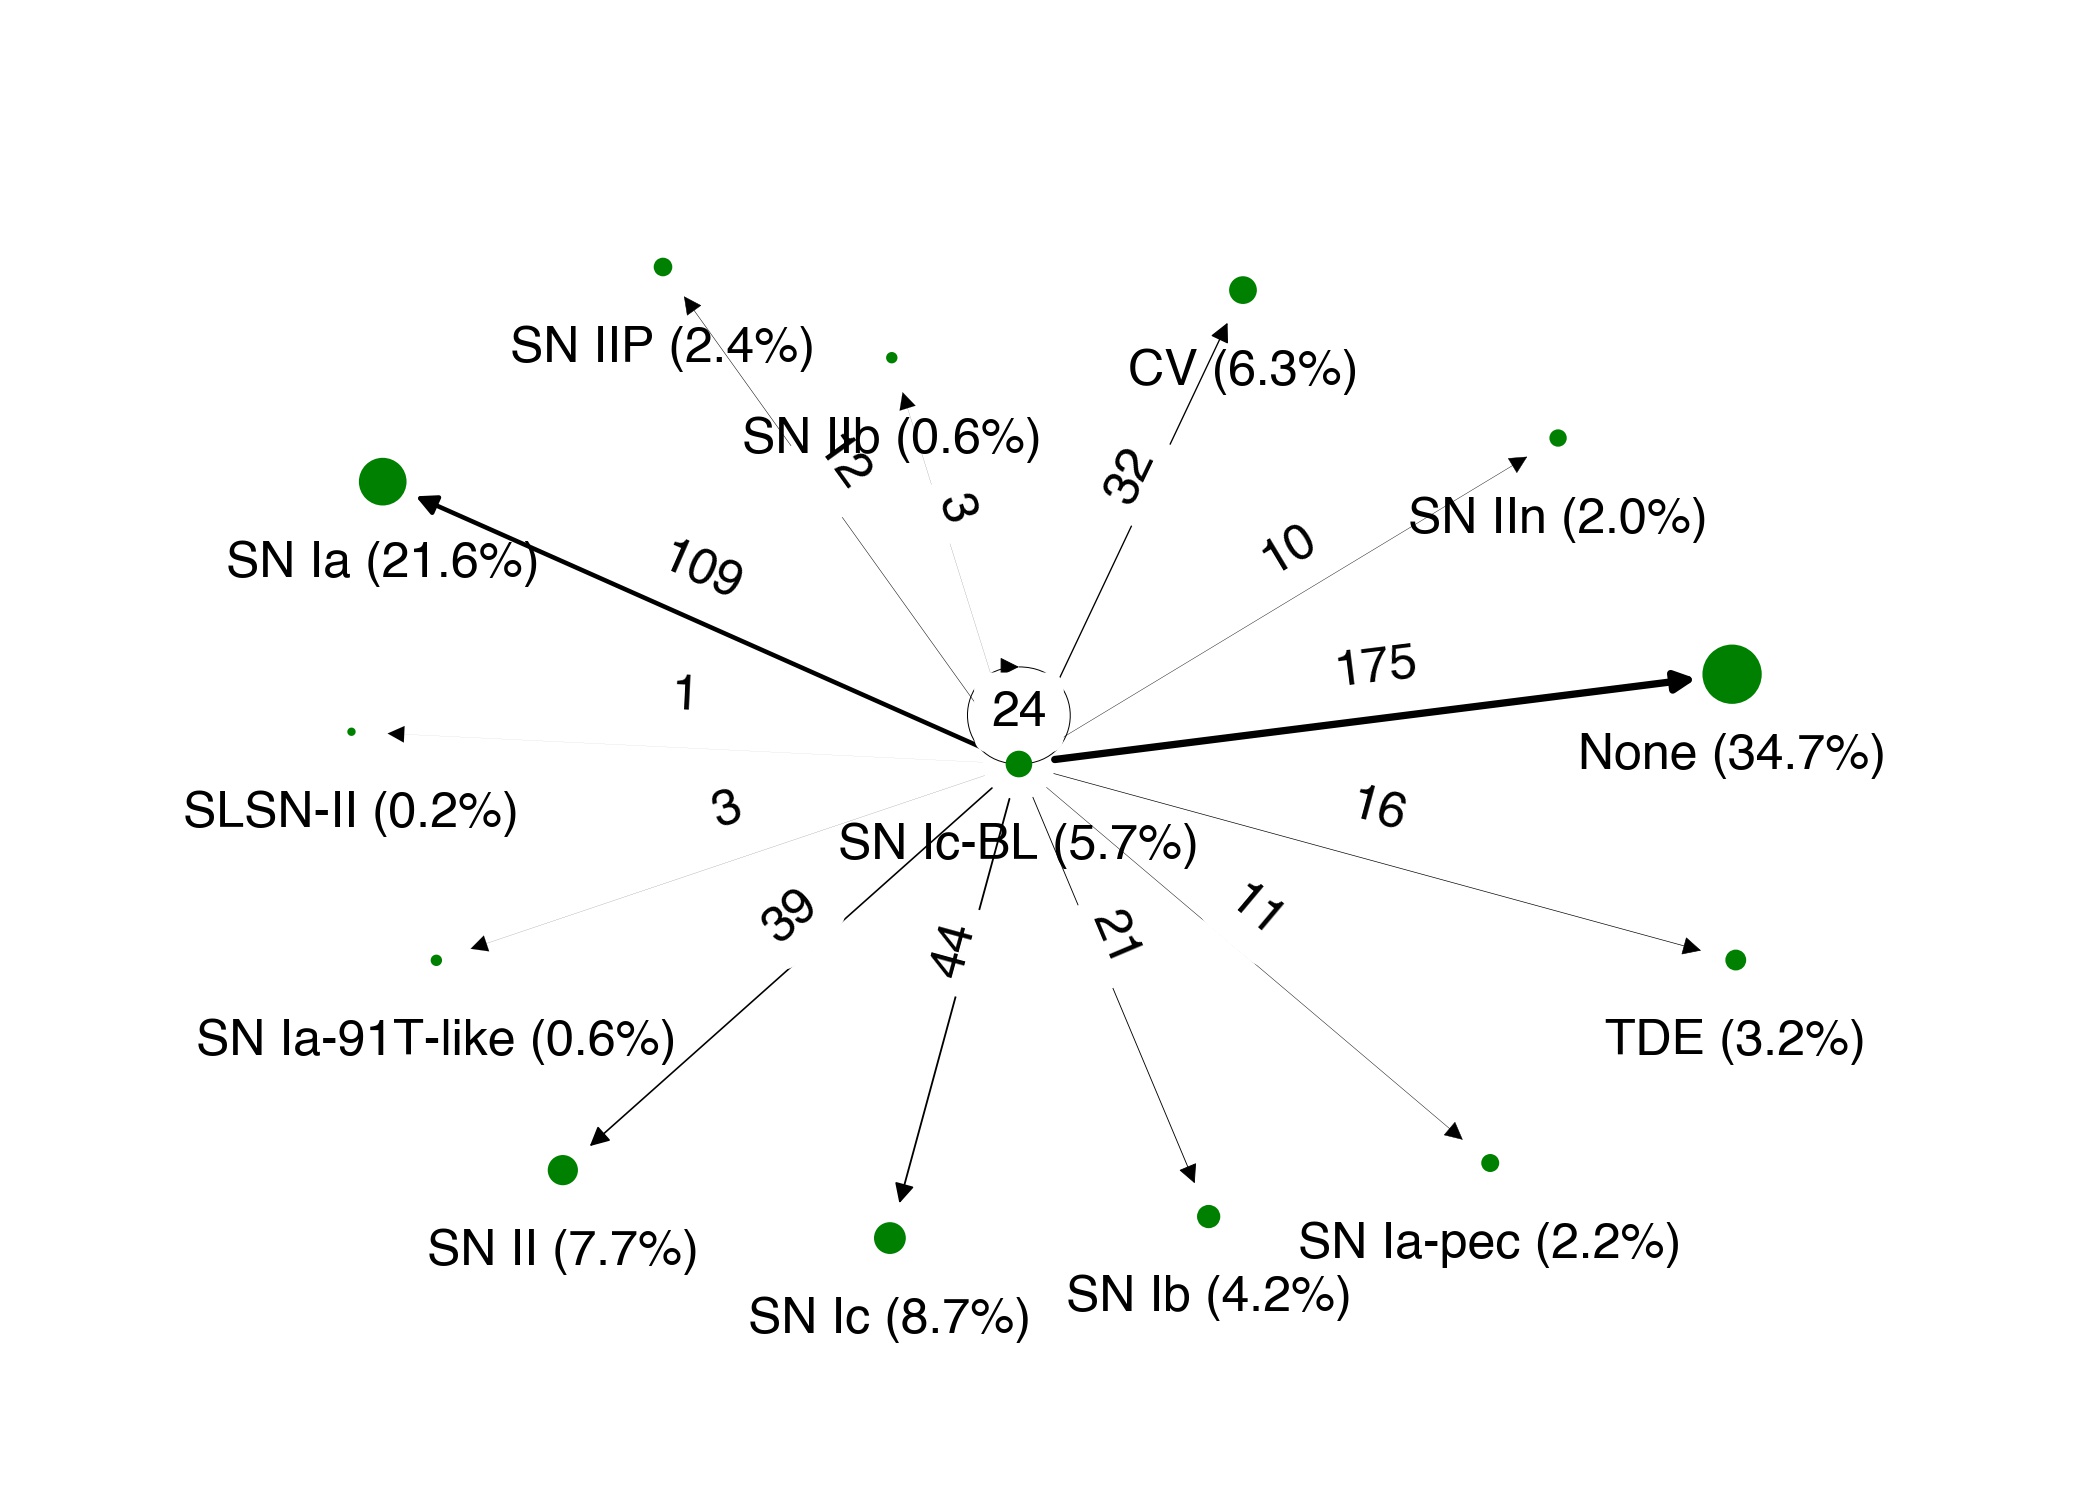 SN IIP (2.4%)
CV (6.3%)
SN IIb (0.6%)
12
32
3
SN IIn (2.0%)
10
SN Ia (21.6%)
109
175
1
24
None (34.7%)
SLSN-II (0.2%)
3
16
SN Ic-BL (5.7%)
39
11
44
21
SN Ia-91T-like (0.6%)
TDE (3.2%)
SN II (7.7%)
SN Ia-pec (2.2%)
SN Ib (4.2%)
SN Ic (8.7%)